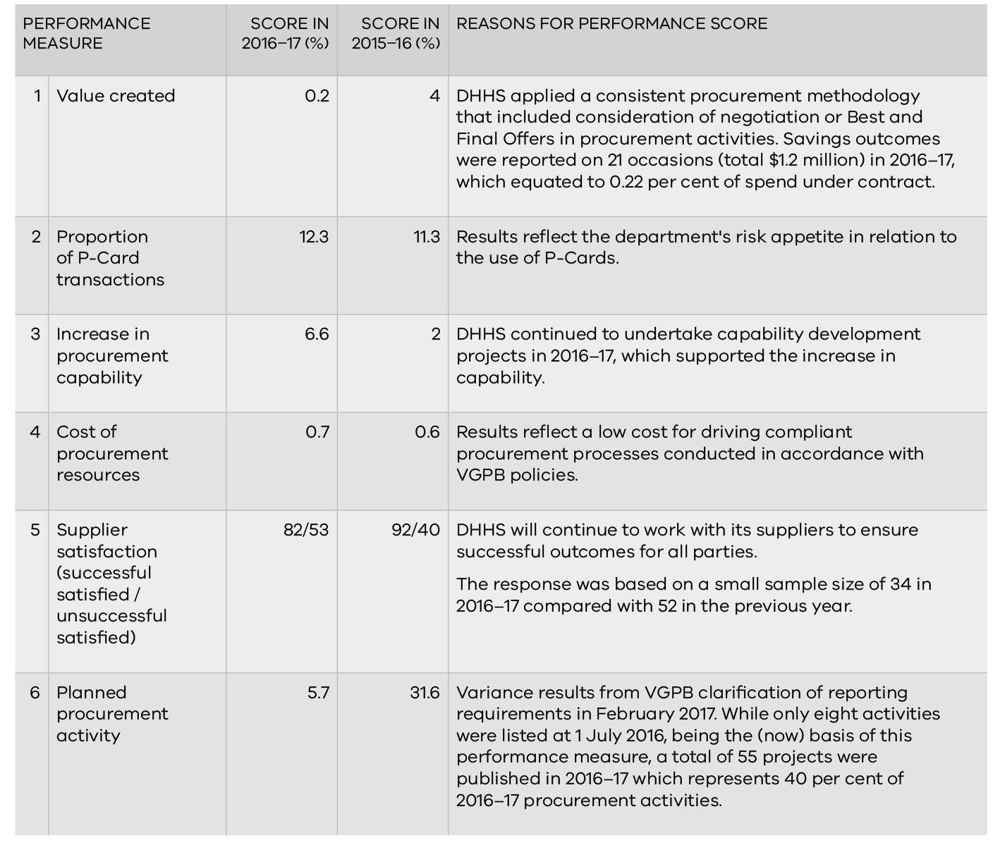 PERFORMANCE
MEASURE
SCORE IN
2016–17 (%)
SCORE IN
2015–16 (%)
REASONS FOR PERFORMANCE SCORE
1
Value created
0.2
4
DHHS applied a consistent procurement methodology
that included consideration of negotiation or Best and
Final Offers in procurement activities. Savings outcomes
were reported on 21 occasions (total $1.2 million) in 2016–17,
which equated to 0.22 per cent of spend under contract.
2
Proportion
of P-Card
transactions
12.3
11.3
Results reflect the department's risk appetite in relation to
the use of P-Cards.
3
Increase in
procurement
capability
6.6
2
DHHS continued to undertake capability development
projects in 2016–17, which supported the increase in
capability.
4
Cost of
procurement
resources
0.7
0.6
Results reflect a low cost for driving compliant
procurement processes conducted in accordance with
VGPB policies.
5
Supplier
satisfaction
(successful
satisfied /
unsuccessful
satisfied)
82/53
92/40
DHHS will continue to work with its suppliers to ensure
successful outcomes for all parties.
The response was based on a small sample size of 34 in
2016–17 compared with 52 in the previous year.
6
Planned
procurement
activity
5.7
31.6
Variance results from VGPB clarification of reporting
requirements in February 2017. While only eight activities
were listed at 1 July 2016, being the (now) basis of this
performance measure, a total of 55 projects were
published in 2016–17 which represents 40 per cent of
2016–17 procurement activities.